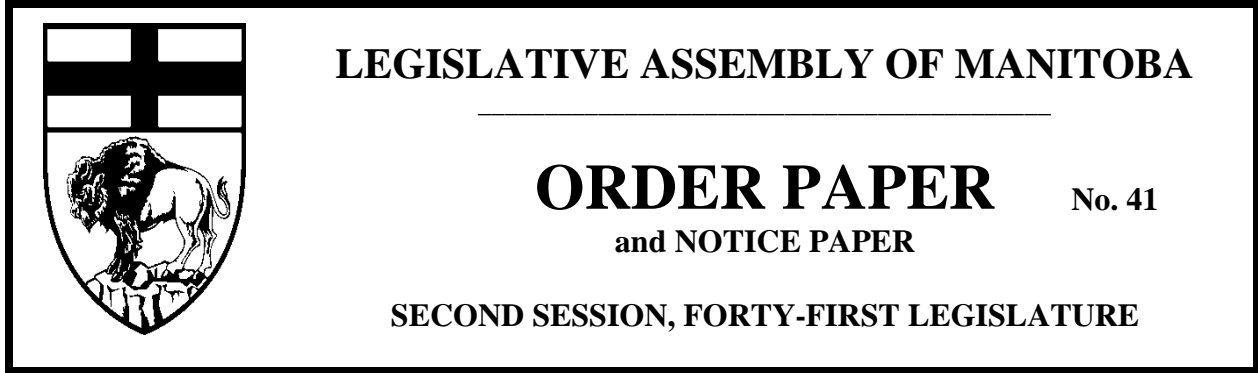 LEGISLATIVE ASSEMBLY OF MANITOBA
ORDER PAPER No. 41
and NOTICE PAPER
SECOND SESSION, FORTY-FIRST LEGISLATURE